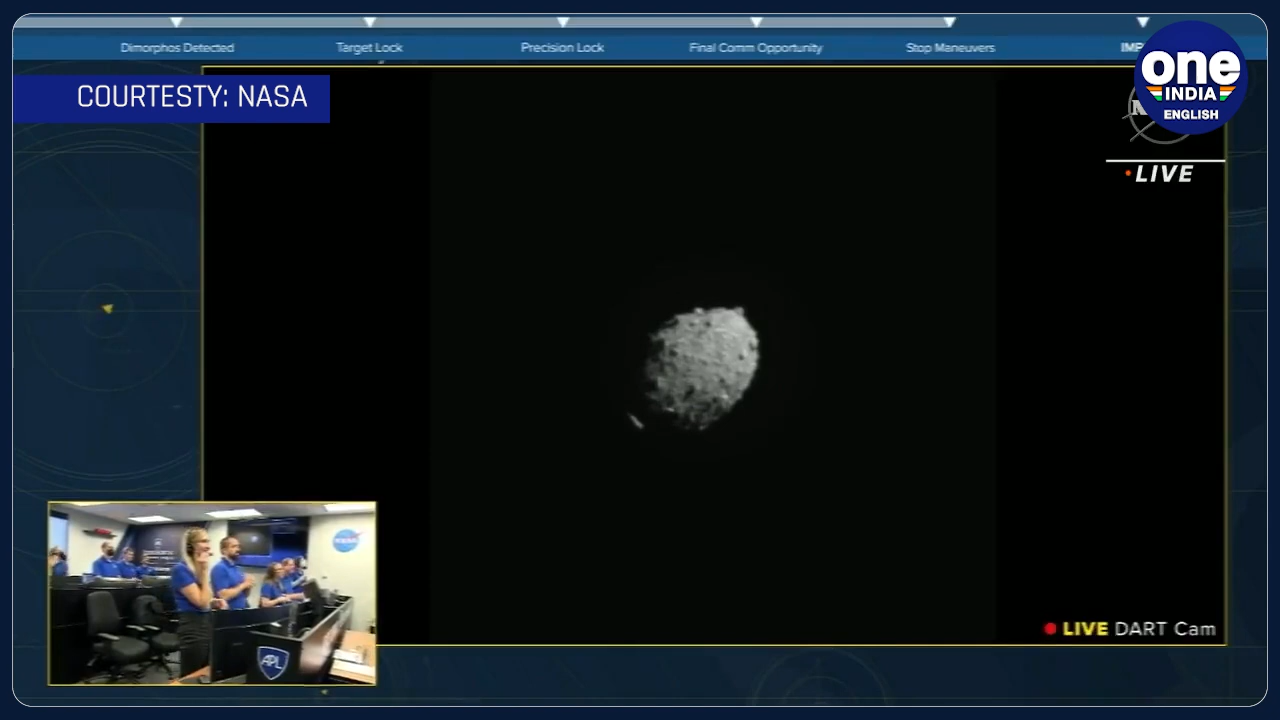 Dimorphos Detected
Target Lock
Precision Lock
Final Comm Opportunity
Stop Maneuvers
COURTESTY: NASA
one
INDIA
ENGLISH
LIVE
LIVE DART Cam
APL